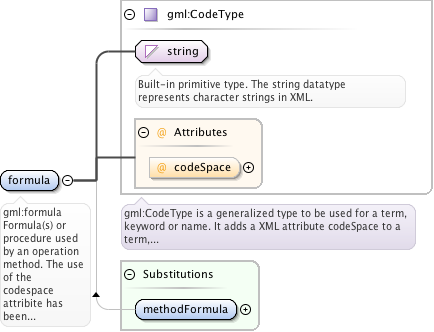 gml:CodeType
string
Built-in primitive type. The string datatype
represents character strings in XML.
@ Attributes
@ codeSpace
formula
gml:formula
Formula(s) or
procedure used
by an operation
method. The use
of the
codespace
attribite has
been...
gml:CodeType is a generalized type to be used for a term,
keyword or name. It adds a XML attribute codeSpace to a
term,...
Substitutions
methodFormula